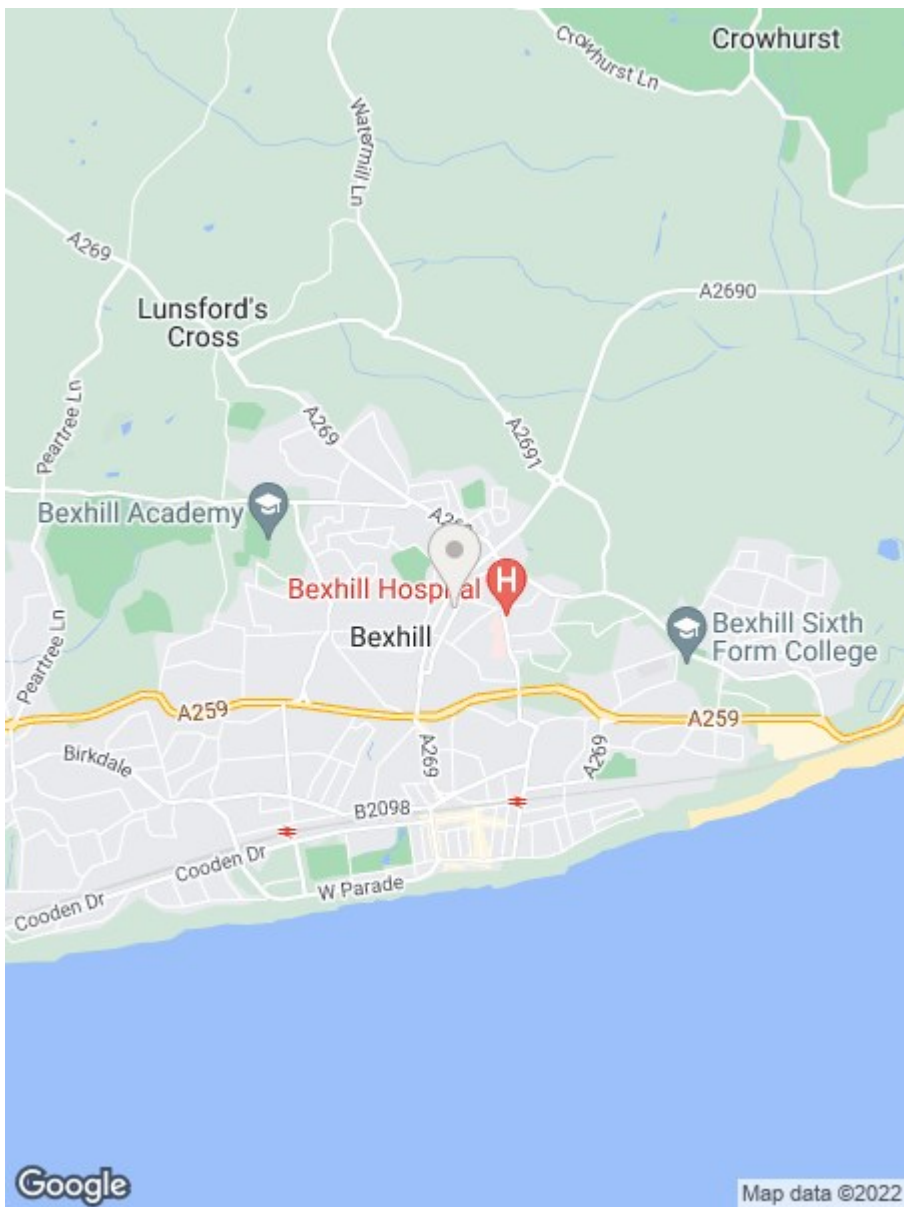 Crowhurst
Crowhurst Ln
Watermill Ln
A269
A2690
Lunsford's
Cross
Peartree Ln
A269
A2691
Bexhill Academy
Bexhill Hospital
H
Bexhill
Bexhill Sixth
Form College
Peartree Ln
A259
A259
A269
A269
Birkdale
B2098
Cooden Dr
W Parade
Cooden Dr
Google
Map data ©2022